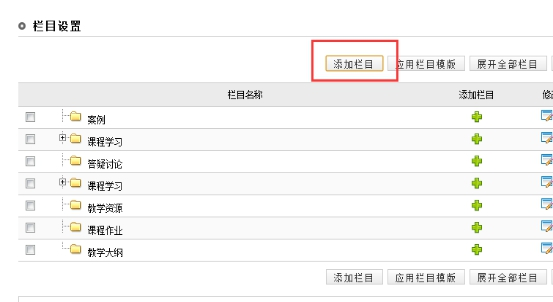 栏目设置
添加栏目 应用栏目模版 展开全部栏目
栏目名称 添加栏目
案例
课程学习
答疑讨论
课程学习
教学资源
课程作业
教学大纲
添加栏目 应用栏目模版 展开全部栏目